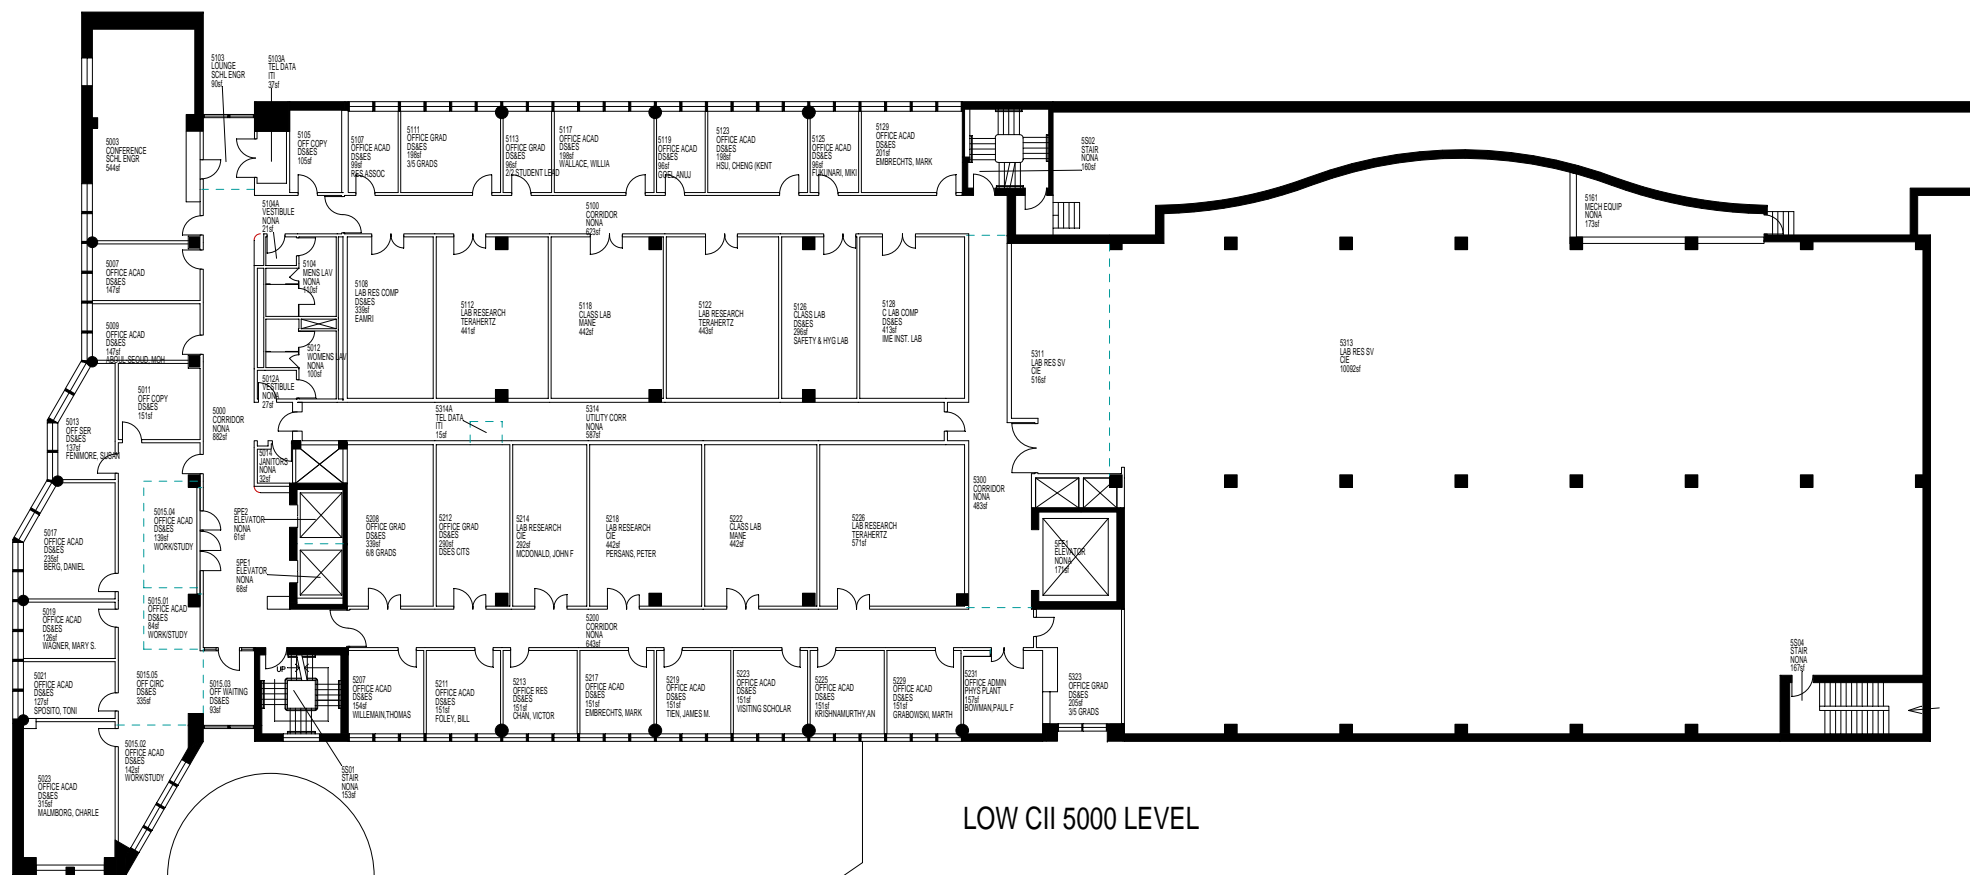 5103
LOUNGE
SCHL ENGR
90sf
5103A
TEL DATA
ITI
37sf
5003
CONFERENCE
SCHL ENGR
544sf
5105
OFF COPY
DS&ES
105sf
5107
OFFICE ACAD
DS&ES
99sf
RES ASSOC
5111
OFFICE GRAD
DS&ES
198sf
3/5 GRADS
5113
OFFICE GRAD
DS&ES
96sf
2/2 STUDENT LEAD
5117
OFFICE ACAD
DS&ES
198sf
WALLACE, WILLIA
5119
OFFICE ACAD
DS&ES
96sf
GOEL, ANUJ
5123
OFFICE ACAD
DS&ES
198sf
HSU, CHENG (KENT
5125
OFFICE ACAD
DS&ES
96sf
FUKUNARI, MIKI
5129
OFFICE ACAD
DS&ES
201sf
EMBRECHTS, MARK
5S02
STAIR
NONA
160sf
5161
MECH EQUIP
NONA
173sf
5104A
VESTIBULE
NONA
21sf
5100
CORRIDOR
NONA
623sf
5007
OFFICE ACAD
DS&ES
147sf
5104
MENS LAV
NONA
110sf
5108
LAB RES COMP
DS&ES
339sf
EAMRI
5112
LAB RESEARCH
TERAHERTZ
441sf
5118
CLASS LAB
MANE
442sf
5122
LAB RESEARCH
TERAHERTZ
443sf
5126
CLASS LAB
DS&ES
296sf
SAFETY & HYG LAB
5128
C LAB COMP
DS&ES
413sf
IME INST. LAB
5009
OFFICE ACAD
DS&ES
147sf
ABOUL-SEOUD, MOH
5012
WOMENS LAV
NONA
100sf
5311
LAB RES SV
CIE
516sf
5313
LAB RES SV
CIE
10092sf
5012A
VESTIBULE
NONA
27sf
5011
OFF COPY
DS&ES
151sf
5013
OFF SER
DS&ES
137sf
FENIMORE, SUSAN
5000
CORRIDOR
NONA
882sf
5314A
TEL DATA
ITI
15sf
5314
UTILITY CORR
NONA
587sf
5014
JANITORS
NONA
32sf
5300
CORRIDOR
NONA
483sf
5017
OFFICE ACAD
DS&ES
235sf
BERG, DANIEL
5015.04
OFFICE ACAD
DS&ES
139sf
WORK/STUDY
5PE2
ELEVATOR
NONA
61sf
5PE1
ELEVATOR
NONA
68sf
5208
OFFICE GRAD
DS&ES
339sf
6/8 GRADS
5212
OFFICE GRAD
DS&ES
290sf
DSES CITS
5214
LAB RESEARCH
CIE
292sf
MCDONALD, JOHN F
5218
LAB RESEARCH
CIE
442sf
PERSANS, PETER
5222
CLASS LAB
MANE
442sf
5226
LAB RESEARCH
TERAHERTZ
571sf
5FE1
ELEVATOR
NONA
171sf
5019
OFFICE ACAD
DS&ES
126sf
WAGNER, MARY S.
5015.01
OFFICE ACAD
DS&ES
84sf
WORK/STUDY
5200
CORRIDOR
NONA
643sf
5S04
STAIR
NONA
167sf
5021
OFFICE ACAD
DS&ES
127sf
SPOSITO, TONI
5015.05
OFF CIRC
DS&ES
335sf
5015.03
OFF WAITING
DS&ES
93sf
UP
5207
OFFICE ACAD
DS&ES
154sf
WILLEMAIN,THOMAS
5211
OFFICE ACAD
DS&ES
151sf
FOLEY, BILL
5213
OFFICE RES
DS&ES
151sf
CHAN, VICTOR
5217
OFFICE ACAD
DS&ES
151sf
EMBRECHTS, MARK
5219
OFFICE ACAD
DS&ES
151sf
TIEN, JAMES M.
5223
OFFICE ACAD
DS&ES
151sf
VISITING SCHOLAR
5225
OFFICE ACAD
DS&ES
151sf
KRISHNAMURTHY,AN
5229
OFFICE ACAD
DS&ES
151sf
GRABOWSKI, MARTH
5231
OFFICE ADMIN
PHYS PLANT
157sf
BOWMAN,PAUL F
5323
OFFICE GRAD
DS&ES
205sf
3/5 GRADS
5015.02
OFFICE ACAD
DS&ES
142sf
WORK/STUDY
5023
OFFICE ACAD
DS&ES
315sf
MALMBORG, CHARLE
5S01
STAIR
NONA
153sf
LOW CII 5000 LEVEL